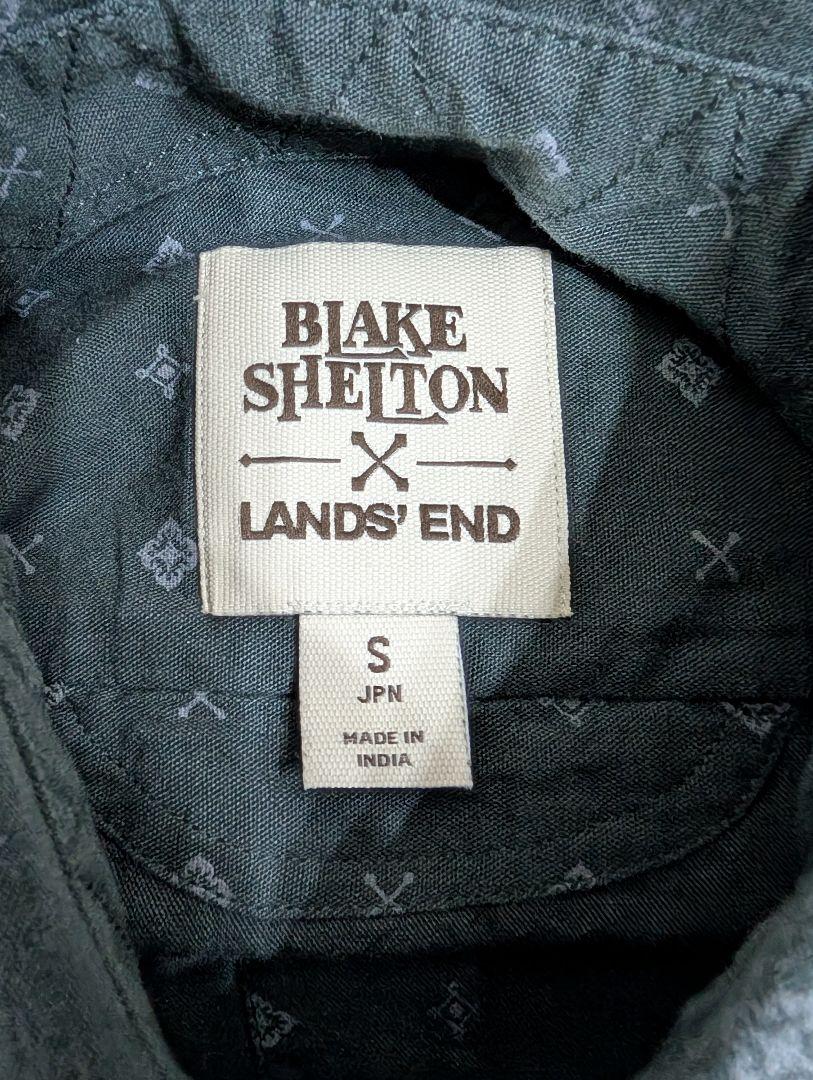 BLAKE
SHELTON
X
LANDS' END
S
JPN
MADE IN
INDIA